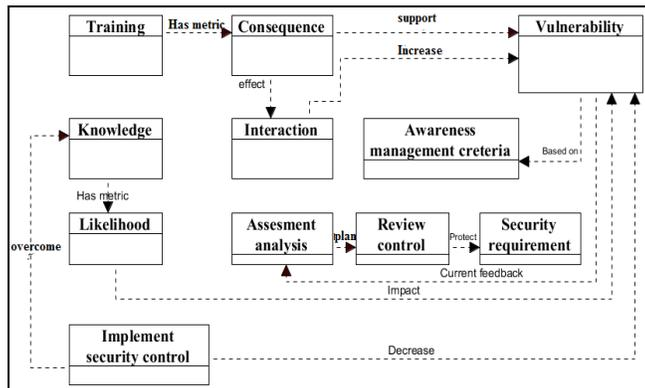 Training
Has metric
Consequence
support
Vulnerability
Increase
effect
Knowledge
Interaction
Awareness
management creteria
Based on
Has metric
Likelihood
Assesment
analysis
plan
Review
control
Protect
Security
requirement
overcome
Current feedback
Impact
Implement
security control
Decrease